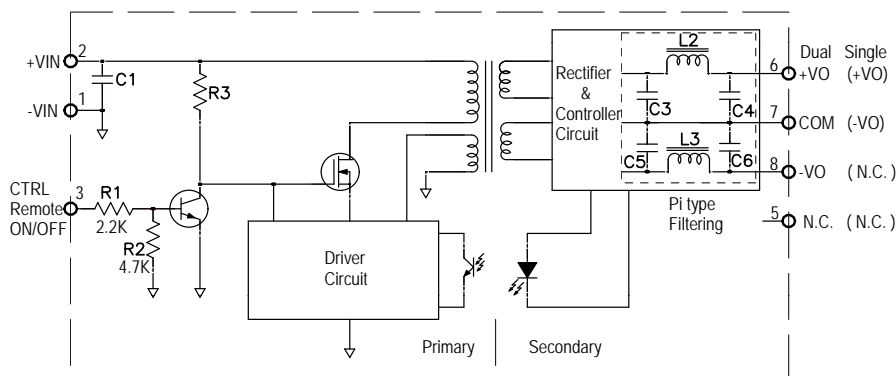 +VIN
2
C1
R3
1
-VIN
CTRL
Remote
ON/OFF
3
R1
2.2K
R2
4.7K
Driver
Circuit
Primary
Secondary
Rectifier
&
Controller
Circuit
L2
C3
C4
L3
C5
C6
Pi type
Filtering
Dual Single
6 +VO (+VO)
7 COM (-VO)
8 -VO (N.C.)
5 N.C. (N.C.)